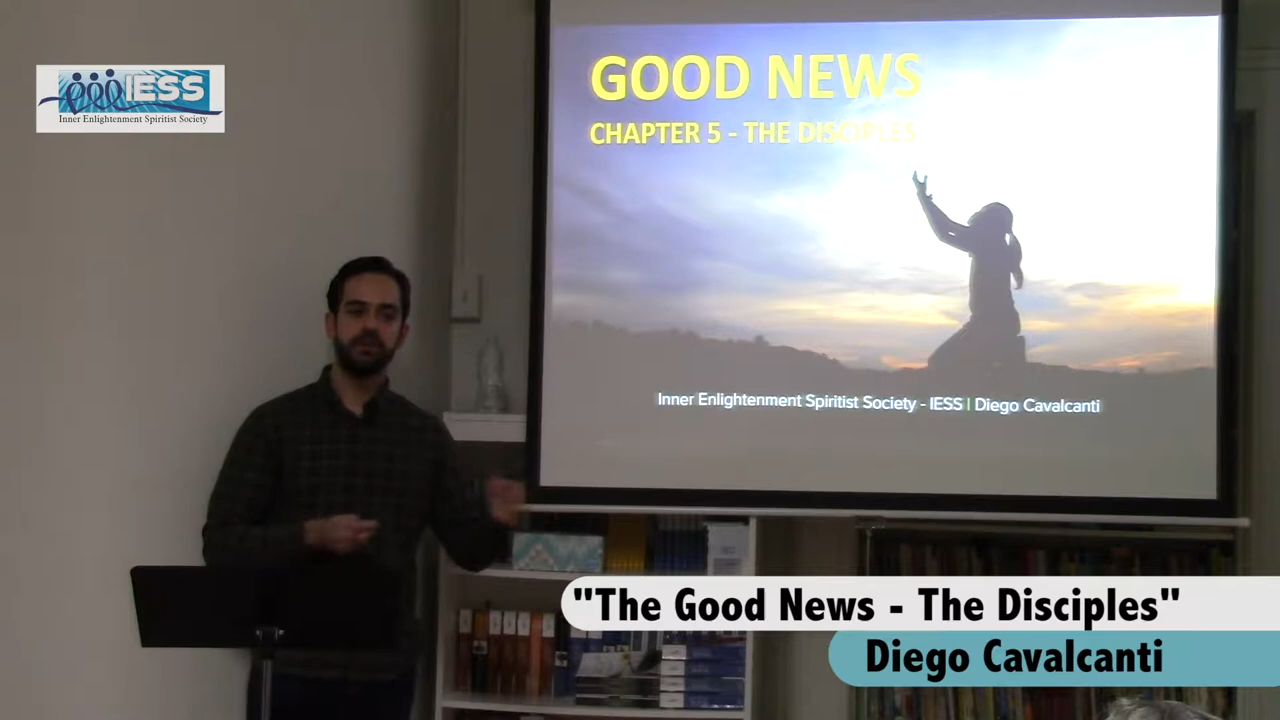 IESS
Inner Enlightenment Spiritist Society
GOOD NEWS
CHAPTER 5 - THE DISCIPLES
Inner Enlightenment Spiritist Society - IESS | Diego Cavalcanti
"The Good News - The Disciples"
Diego Cavalcanti